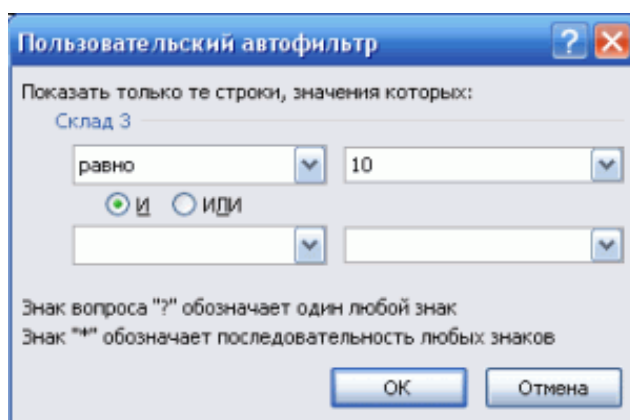 Пользовательский автофильтр
Показать только те строки, значения которых:
Склад 3
равно 10
И ИЛИ
Знак вопроса "?" обозначает один любой знак
Знак "*" обозначает последовательность любых знаков
ОК Отмена